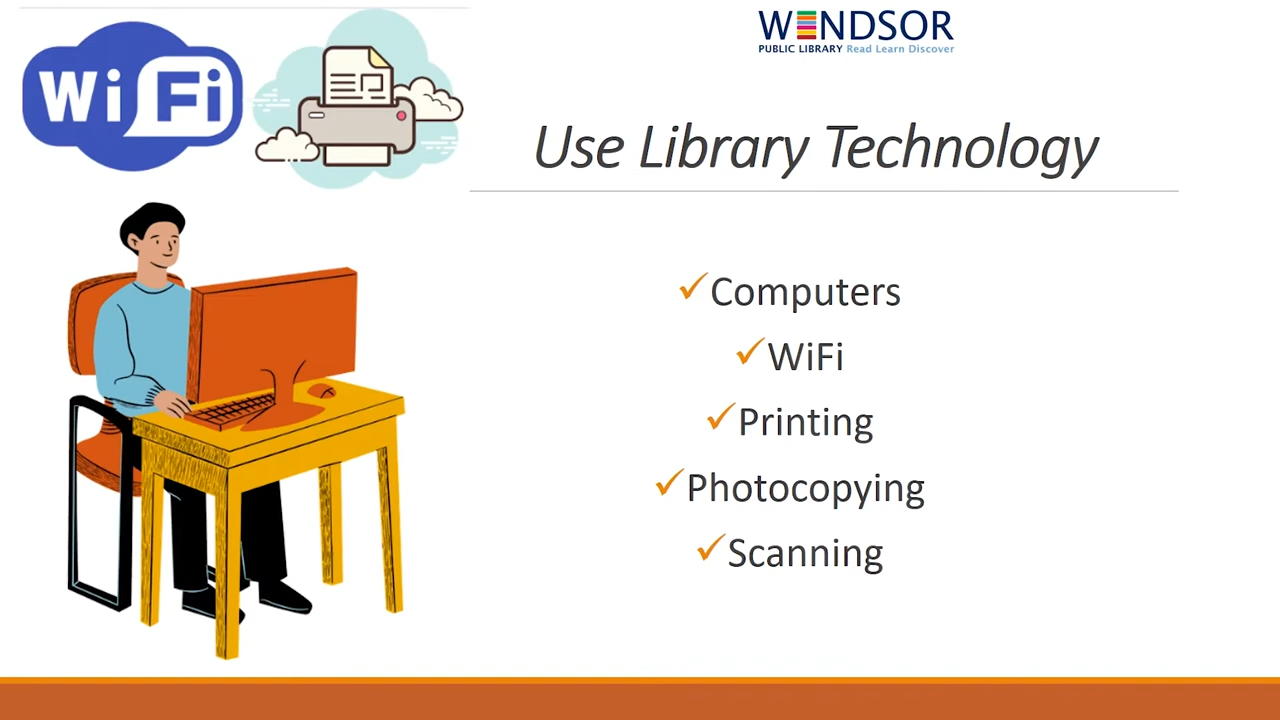 WiFi
WINDSOR
PUBLIC LIBRARY Read Learn Discover
Use Library Technology
✓Computers
✓WiFi
✓Printing
✓Photocopying
✓Scanning